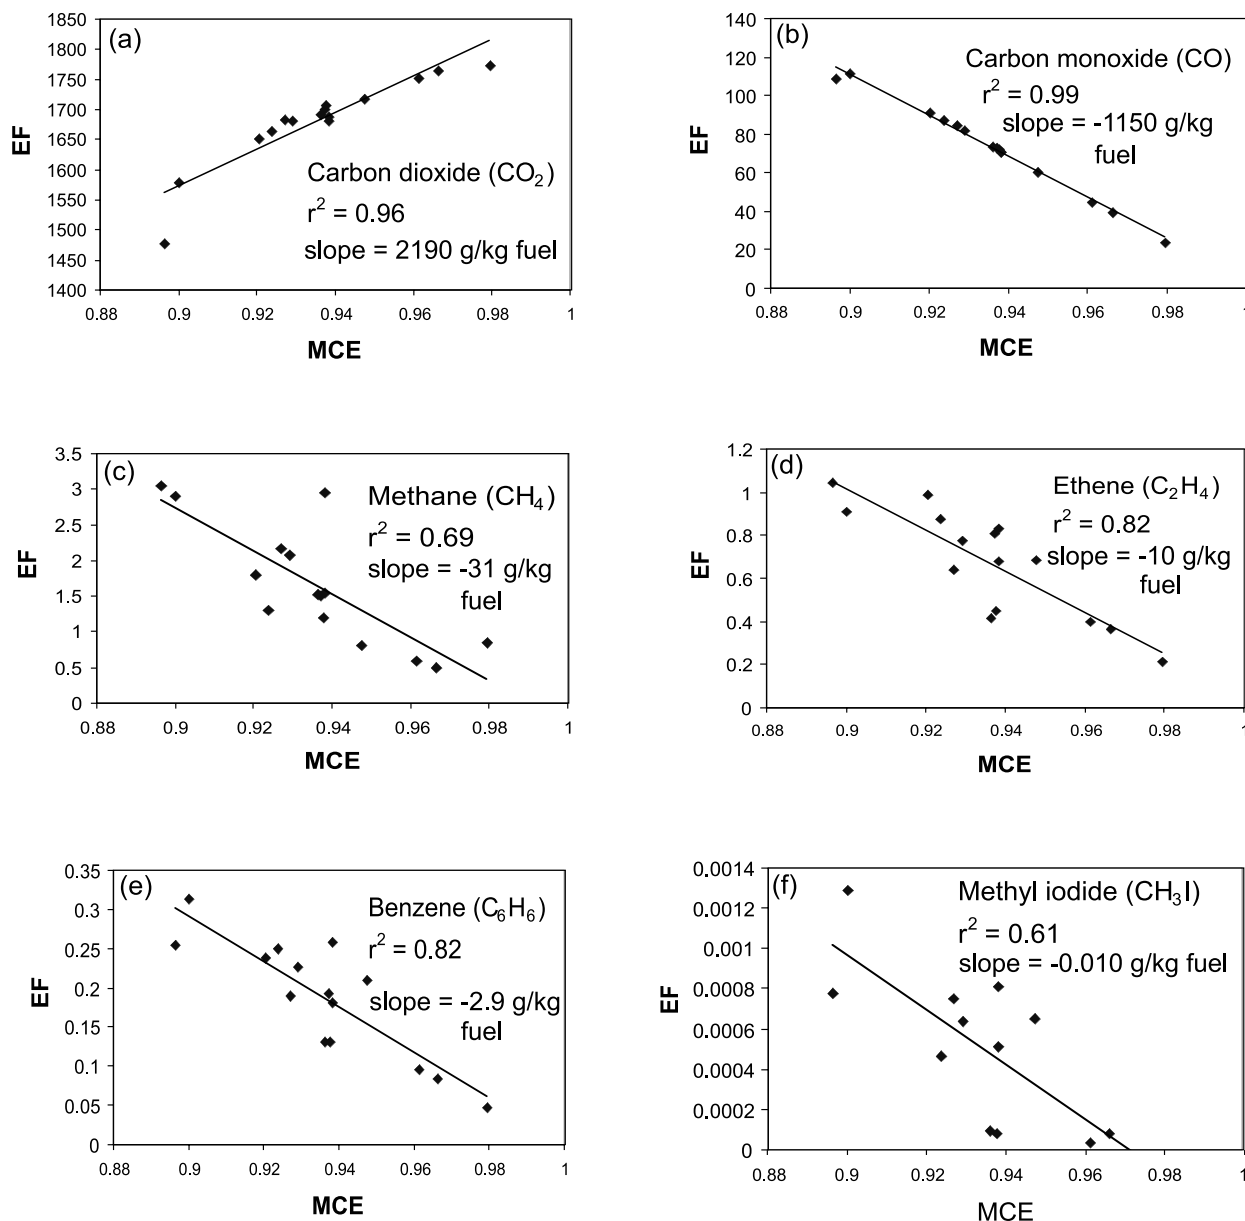 (a)
EF
1850
1800
1750
1700
1650
1600
1550
1500
1450
1400
Carbon dioxide (CO₂)
r² = 0.96
slope = 2190 g/kg fuel
0.88 0.9 0.92 0.94 0.96 0.98 1
MCE
(b)
EF
140
120
100
80
60
40
20
0
Carbon monoxide (CO)
r² = 0.99
slope = -1150 g/kg
fuel
0.88 0.9 0.92 0.94 0.96 0.98 1
MCE
(c)
EF
3.5
3
2.5
2
1.5
1
0.5
0
Methane (CH₄)
r² = 0.69
slope = -31 g/kg
fuel
0.88 0.9 0.92 0.94 0.96 0.98 1
MCE
(d)
EF
1.2
1
0.8
0.6
0.4
0.2
0
Ethene (C₂H₄)
r² = 0.82
slope = -10 g/kg
fuel
0.88 0.9 0.92 0.94 0.96 0.98 1
MCE
(e)
EF
0.35
0.3
0.25
0.2
0.15
0.1
0.05
0
Benzene (C₆H₆)
r² = 0.82
slope = -2.9 g/kg
fuel
0.88 0.9 0.92 0.94 0.96 0.98 1
MCE
(f)
EF
0.0014
0.0012
0.001
0.0008
0.0006
0.0004
0.0002
0
Methyl iodide (CH₃I)
r² = 0.61
slope = -0.010 g/kg fuel
0.88 0.9 0.92 0.94 0.96 0.98 1
MCE